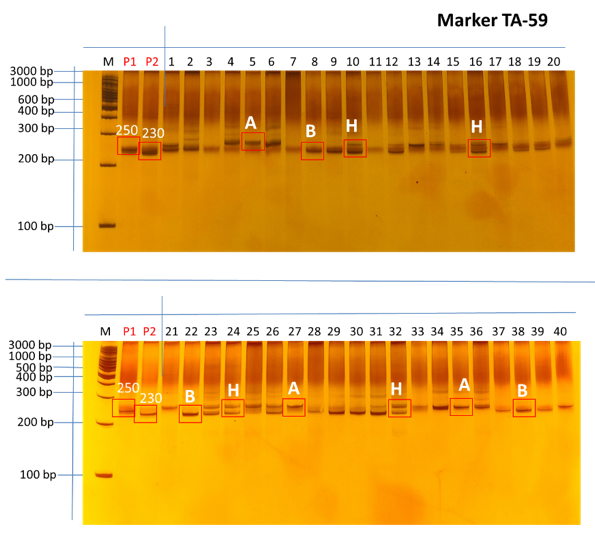 Marker TA-59
M P1 P2 1 2 3 4 5 6 7 8 9 10 11 12 13 14 15 16 17 18 19 20
3000 bp
1000 bp
600 bp
400 bp
300 bp
200 bp
100 bp
250 230 A B H H
M P1 P2 21 22 23 24 25 26 27 28 29 30 31 32 33 34 35 36 37 38 39 40
3000 bp
1000 bp
500 bp
400 bp
300 bp
200 bp
100 bp
250 230 B H A H A B